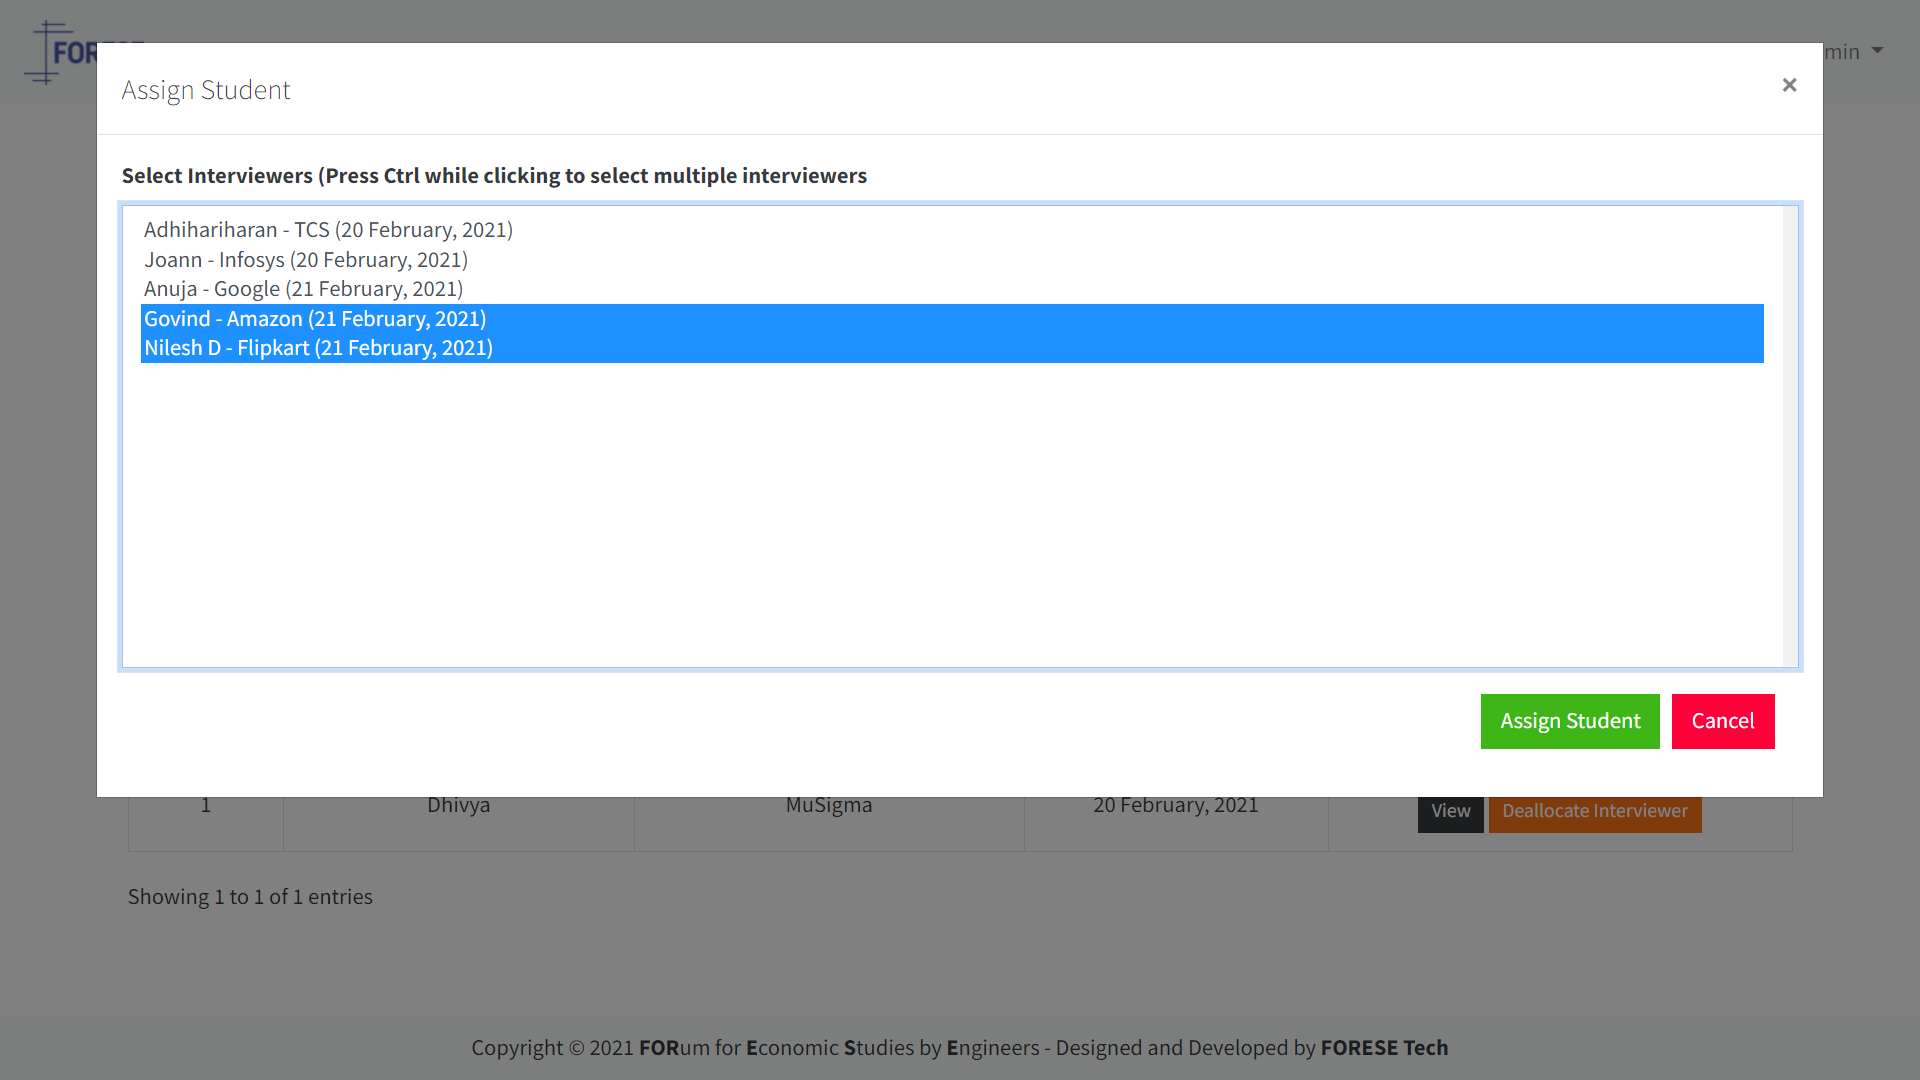 FOR
min
Assign Student
×
Select Interviewers (Press Ctrl while clicking to select multiple interviewers
Adhihariharan - TCS (20 February, 2021)
Joann - Infosys (20 February, 2021)
Anuja - Google (21 February, 2021)
Govind - Amazon (21 February, 2021)
Nilesh D - Flipkart (21 February, 2021)
Assign Student
Cancel
1
Dhivya
MuSigma
20 February, 2021
View
Deallocate Interviewer
Showing 1 to 1 of 1 entries
Copyright © 2021 FORum for Economic Studies by Engineers - Designed and Developed by FORESE Tech